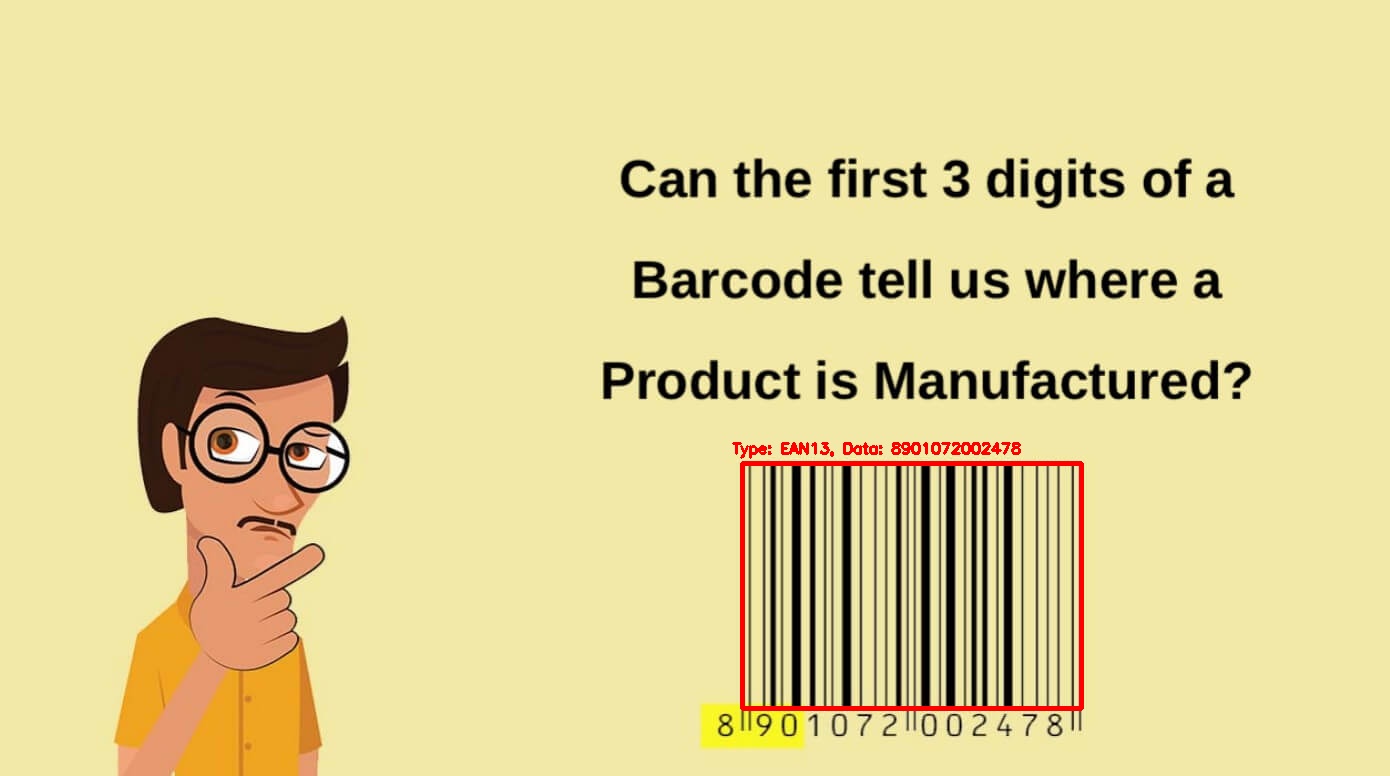 Can the first 3 digits of a
Barcode tell us where a
Product is Manufactured?
Type: EAN13, Data: 8901072002478
8 901072 002478